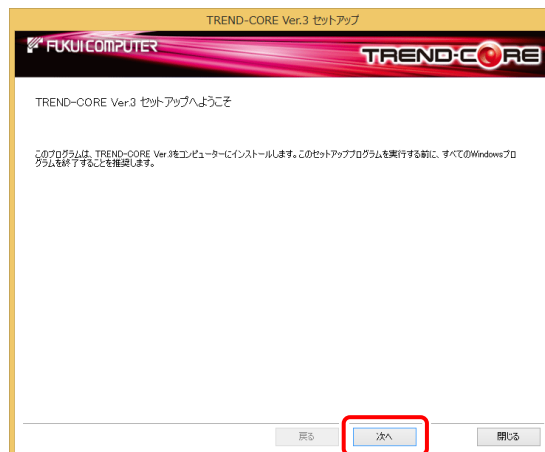 TREND-CORE Ver.3 セットアップ
FUKUI COMPUTER
TREND-CORE
TREND-CORE Ver.3 セットアップへようこそ
このプログラムは、TREND-CORE Ver.3をコンピューターにインストールします。このセットアッププログラムを実行する前に、すべてのWindowsプロ
グラムを終了することを推奨します。
戻る
次へ
閉じる